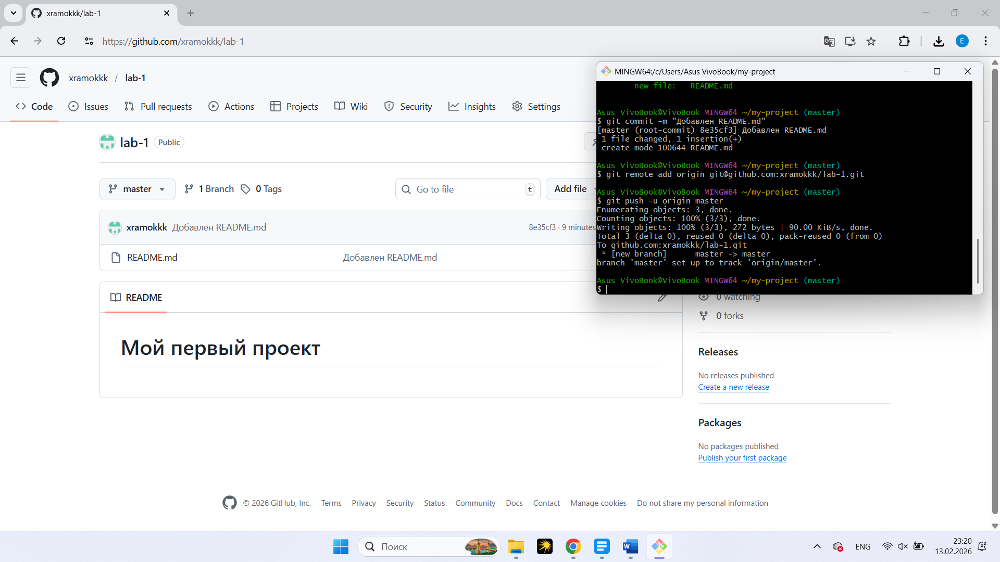 xramokkk/lab-1
https://github.com/xramokkk/lab-1
E
xramokkk / lab-1
Code Issues Pull requests Actions Projects Wiki Security Insights Settings
lab-1 Public
master 1 Branch 0 Tags Go to file t Add file
xramokkk Добавлен README.md 8e35cf3 · 9 minutes
README.md Добавлен README.md
README
Мой первый проект
MINGW64:/c/Users/Asus VivoBook/my-project
new file: README.md
Asus VivoBook@VivoBook MINGW64 ~/my-project (master)
$ git commit -m "Добавлен README.md"
[master (root-commit) 8e35cf3] Добавлен README.md
1 file changed, 1 insertion(+)
create mode 100644 README.md
Asus VivoBook@VivoBook MINGW64 ~/my-project (master)
$ git remote add origin git@github.com:xramokkk/lab-1.git
Asus VivoBook@VivoBook MINGW64 ~/my-project (master)
$ git push -u origin master
Enumerating objects: 3, done.
Counting objects: 100% (3/3), done.
Writing objects: 100% (3/3), 272 bytes | 90.00 KiB/s, done.
Total 3 (delta 0), reused 0 (delta 0), pack-reused 0 (from 0)
To github.com:xramokkk/lab-1.git
* [new branch] master -> master
branch 'master' set up to track 'origin/master'.
Asus VivoBook@VivoBook MINGW64 ~/my-project (master)
$
0 watching
0 forks
Releases
No releases published
Create a new release
Packages
No packages published
Publish your first package
© 2026 GitHub, Inc. Terms Privacy Security Status Community Docs Contact Manage cookies Do not share my personal information
Поиск
ENG
23:20
13.02.2026